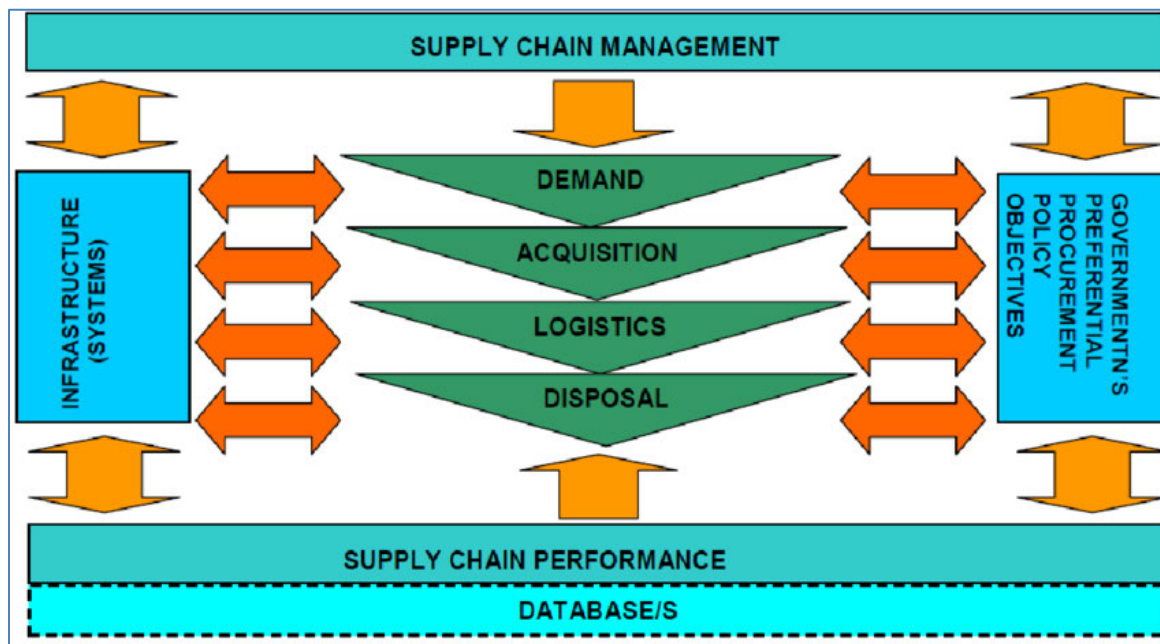 SUPPLY CHAIN MANAGEMENT
DEMAND
ACQUISITION
LOGISTICS
DISPOSAL
INFRASTRUCTURE
(SYSTEMS)
GOVERNMENTN'S
PREFERENTIAL
PROCUREMENT
POLICY
OBJECTIVES
SUPPLY CHAIN PERFORMANCE
DATABASE/S